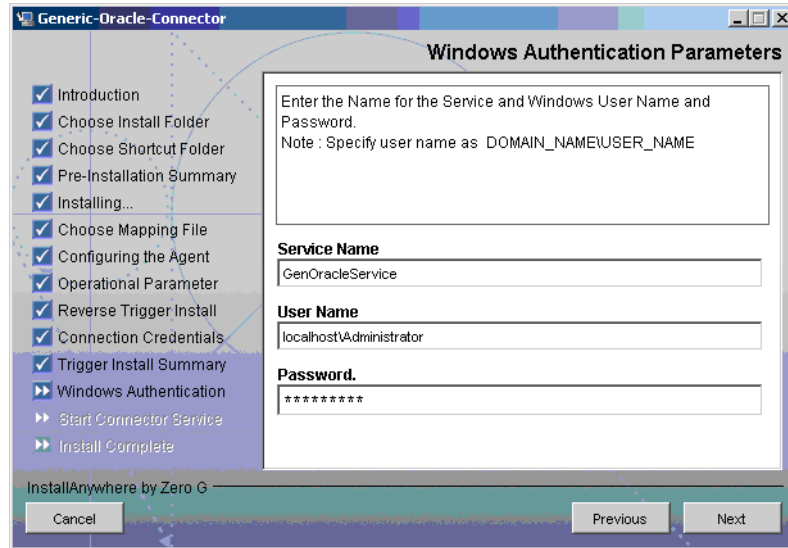 Generic-Oracle-Connector
Windows Authentication Parameters
Introduction
Choose Install Folder
Choose Shortcut Folder
Pre-Installation Summary
Installing...
Choose Mapping File
Configuring the Agent
Operational Parameter
Reverse Trigger Install
Connection Credentials
Trigger Install Summary
Windows Authentication
Start Connector Service
Install Complete
Enter the Name for the Service and Windows User Name and
Password.
Note : Specify user name as DOMAIN_NAME\USER_NAME
Service Name
GenOracleService
User Name
localhost\Administrator
Password.
*********
InstallAnywhere by Zero G
Cancel
Previous
Next